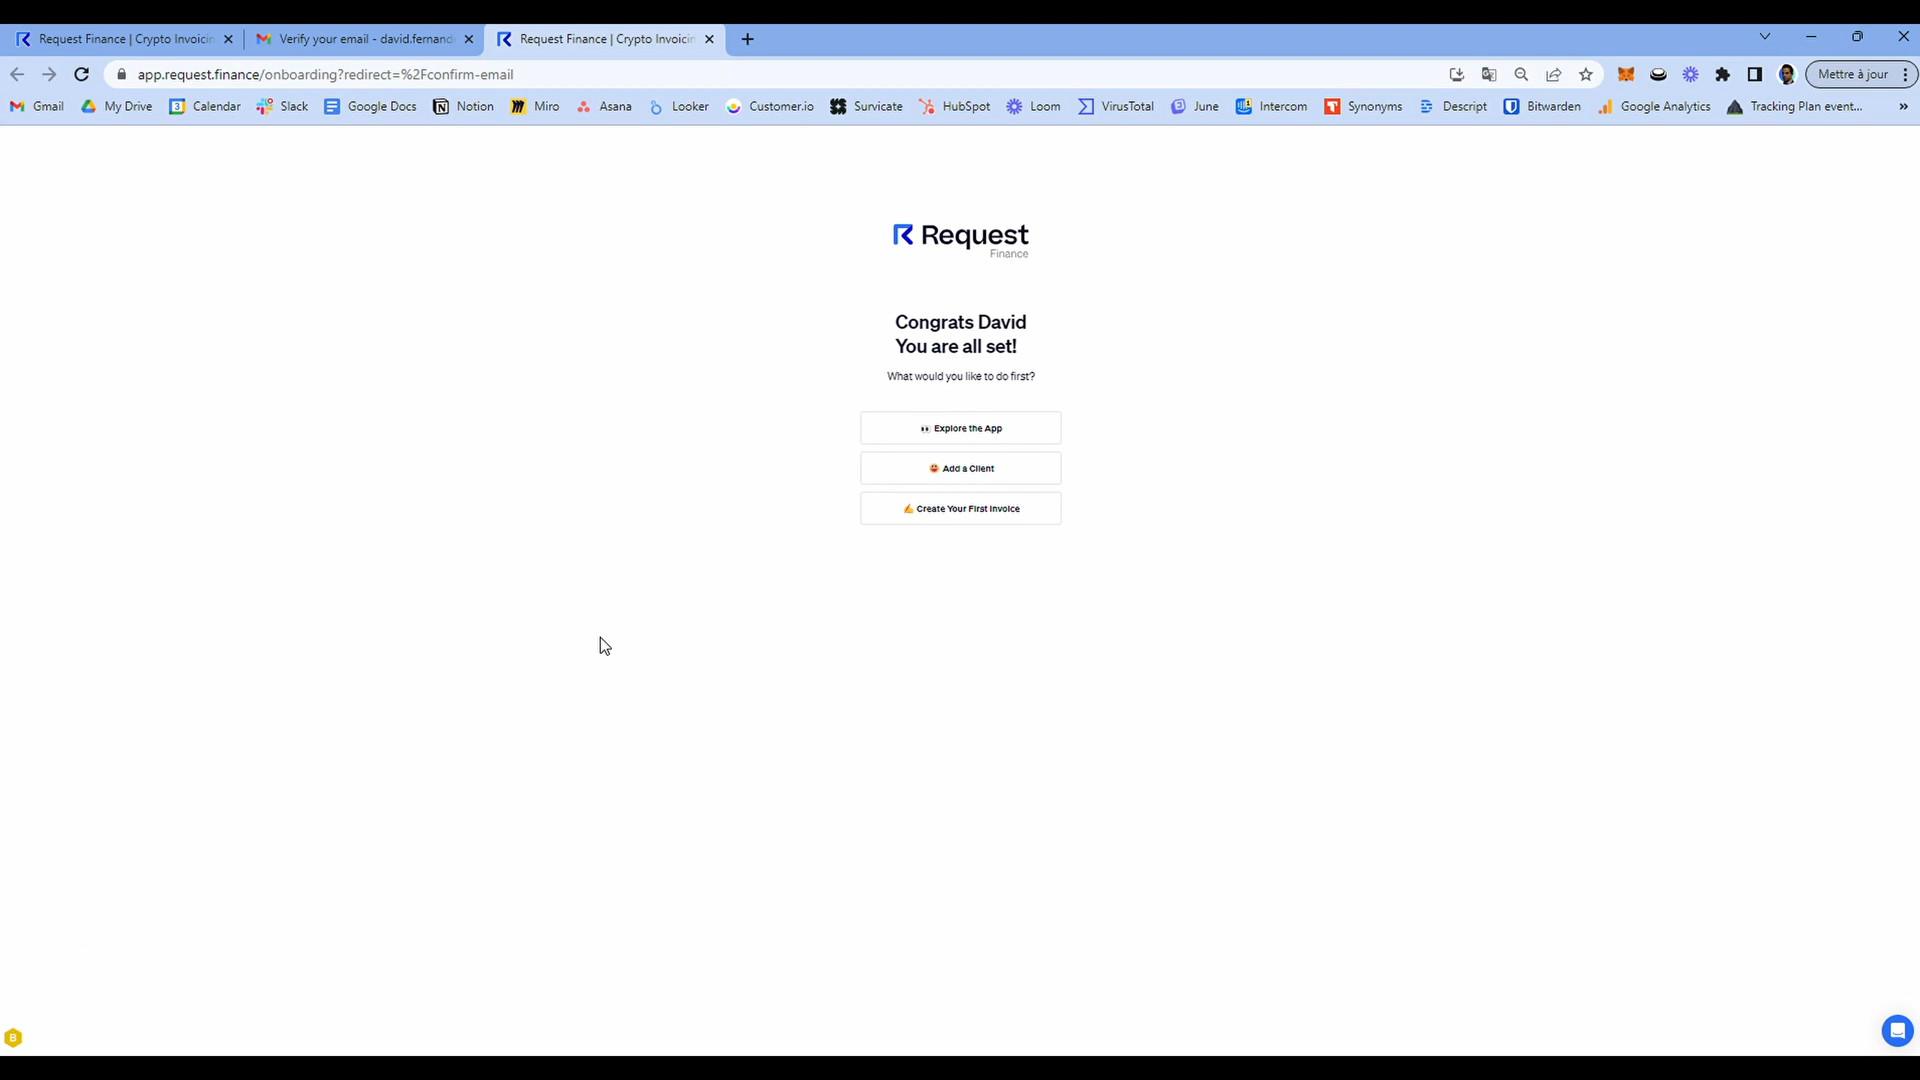 Request Finance | Crypto Invoicin
Verify your email - david.fernand
Request Finance | Crypto Invoicin
app.request.finance/onboarding?redirect=%2Fconfirm-email
Mettre à jour
Gmail
My Drive
3
Calendar
Slack
Google Docs
Notion
Miro
Asana
Looker
Customer.io
Survicate
HubSpot
Loom
VirusTotal
June
Intercom
T
Synonyms
Descript
Bitwarden
Google Analytics
Tracking Plan event...
»
Request
Finance
Congrats David
You are all set!
What would you like to do first?
👀 Explore the App
😃 Add a Client
✍️ Create Your First Invoice
B